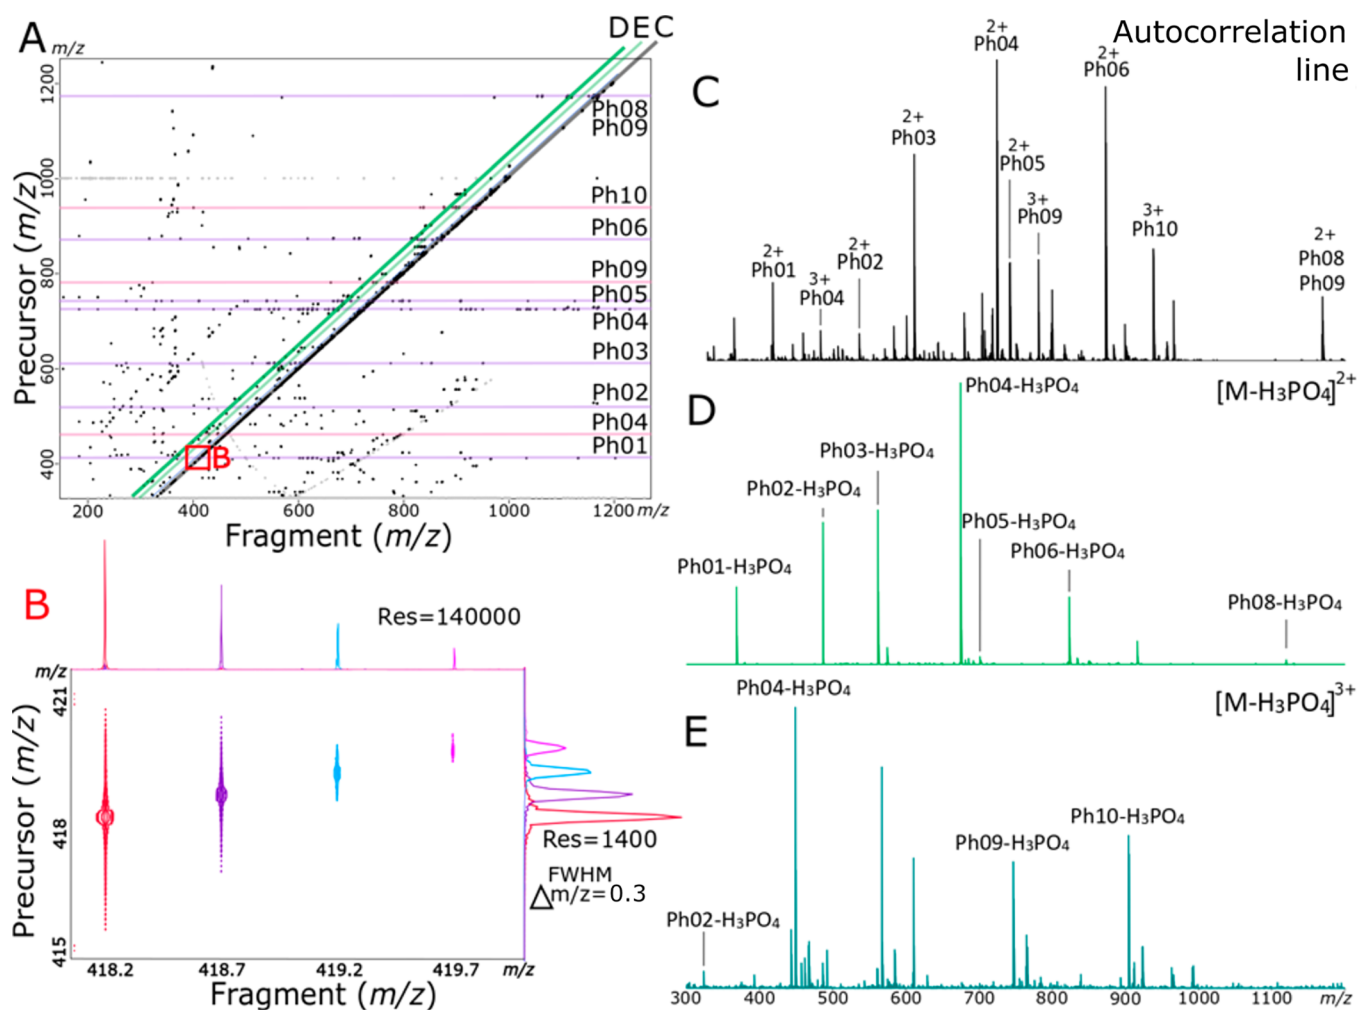 A
m/z
DEC
1200
1000
800
600
400
Precursor (m/z)
Ph08
Ph09
Ph10
Ph06
Ph09
Ph05
Ph04
Ph03
Ph02
Ph04
Ph01
B
200
400
600
800
1000
1200
m/z
Fragment (m/z)
B
Res=140000
m/z
421
418
415
Precursor (m/z)
Res=1400
FWHM
△m/z=0.3
418.2
418.7
419.2
419.7
m/z
Fragment (m/z)
Autocorrelation
line
C
2+
Ph01
3+
Ph04
2+
Ph02
2+
Ph03
2+
Ph04
2+
Ph05
3+
Ph09
2+
Ph06
3+
Ph10
2+
Ph08
Ph09
D
[M-H₃PO₄]²⁺
Ph01-H₃PO₄
Ph02-H₃PO₄
Ph03-H₃PO₄
Ph04-H₃PO₄
Ph05-H₃PO₄
Ph06-H₃PO₄
Ph08-H₃PO₄
E
[M-H₃PO₄]³⁺
Ph02-H₃PO₄
Ph04-H₃PO₄
Ph09-H₃PO₄
Ph10-H₃PO₄
300
400
500
600
700
800
900
1000
1100
m/z